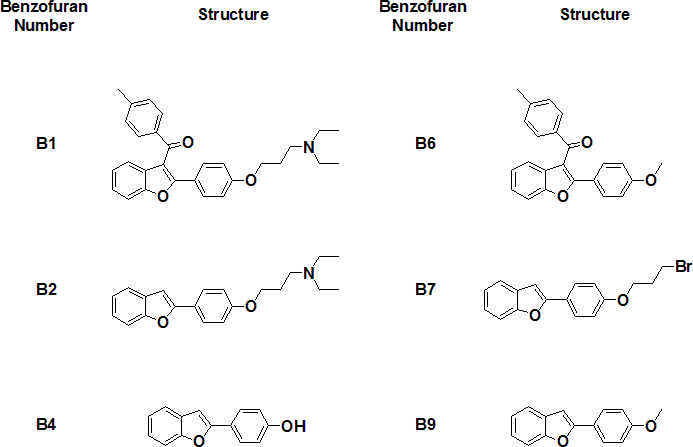 Benzofuran Number Structure Benzofuran Number Structure
B1 O N O O B6 O O O
B2 N O O B7 Br O O
B4 OH O B9 O O